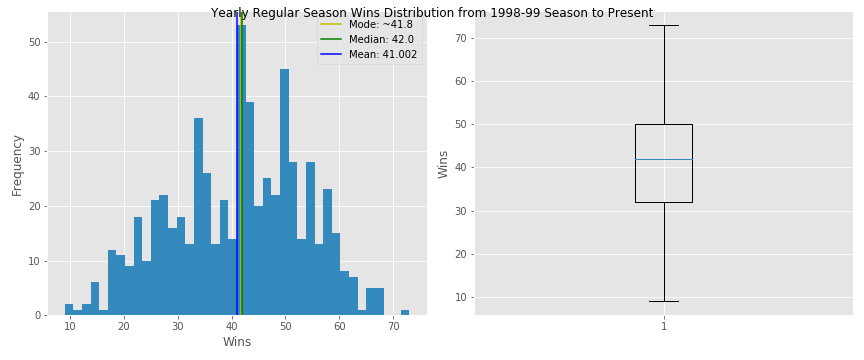 Yearly Regular Season Wins Distribution from 1998-99 Season to Present
Mode: ~41.8
Median: 42.0
Mean: 41.002
Frequency
50
40
30
20
10
0
10 20 30 40 50 60 70
Wins
Wins
70
60
50
40
30
20
10
1